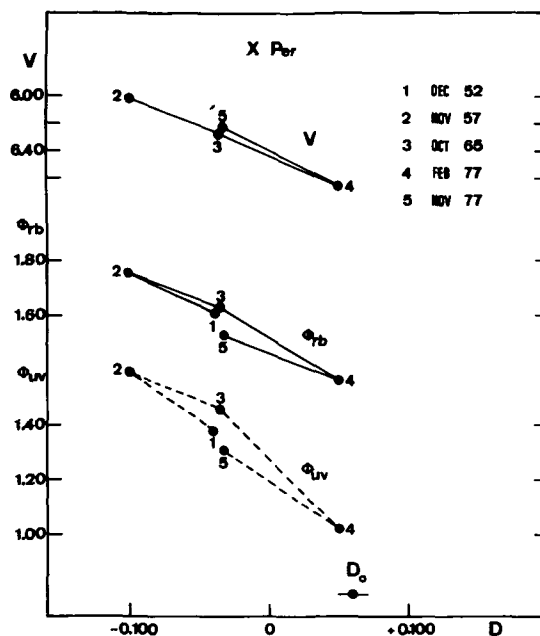 X Per
V
6.00
6.40
Φrb
1.80
1.60
Φuv
1.40
1.20
1.00
1 DEC 52
2 NOV 57
3 OCT 65
4 FEB 77
5 NOV 77
2
5
3
V
4
2
3
1
5
Φrb
4
2
3
1
5
Φuv
4
D₀
-0.100
0
+0.100
D